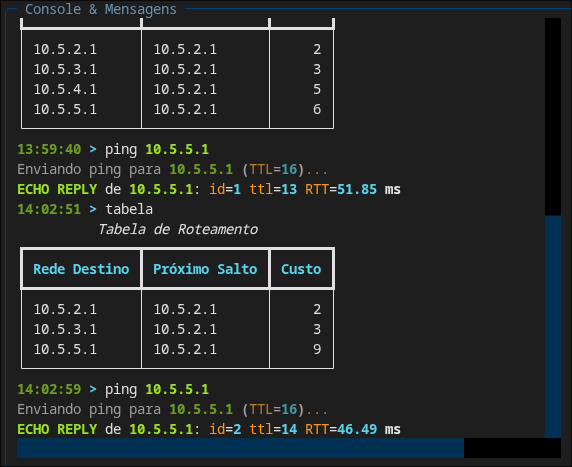 Console & Mensagens
10.5.2.1 10.5.2.1 2
10.5.3.1 10.5.2.1 3
10.5.4.1 10.5.2.1 5
10.5.5.1 10.5.2.1 6
13:59:40 > ping 10.5.5.1
Enviando ping para 10.5.5.1 (TTL=16)...
ECHO REPLY de 10.5.5.1: id=1 ttl=13 RTT=51.85 ms
14:02:51 > tabela
Tabela de Roteamento
Rede Destino Próximo Salto Custo
10.5.2.1 10.5.2.1 2
10.5.3.1 10.5.2.1 3
10.5.5.1 10.5.2.1 9
14:02:59 > ping 10.5.5.1
Enviando ping para 10.5.5.1 (TTL=16)...
ECHO REPLY de 10.5.5.1: id=2 ttl=14 RTT=46.49 ms